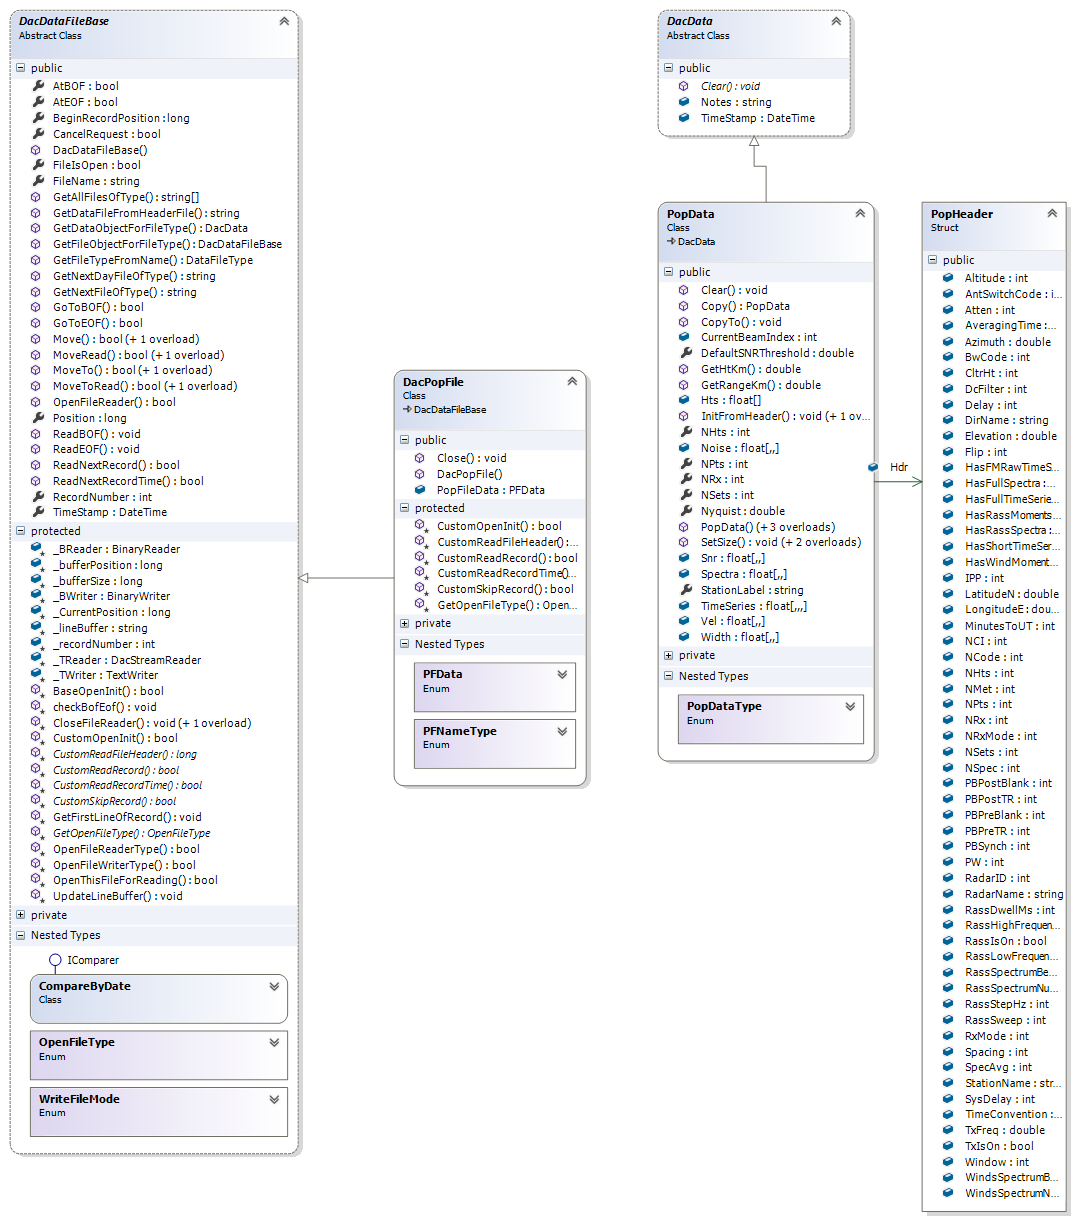 DacDataFileBase
Abstract Class
public
AtBOF : bool
AtEOF : bool
BeginRecordPosition : long
CancelRequest : bool
DacDataFileBase()
FileIsOpen : bool
FileName : string
GetAllFilesOfType() : string[]
GetDataFileFromHeaderFile() : string
GetDataObjectForFileType() : DacData
GetFileObjectForFileType() : DacDataFileBase
GetFileTypeFromName() : DataFileType
GetNextDayFileOfType() : string
GetNextFileOfType() : string
GoToBOF() : bool
GoToEOF() : bool
Move() : bool (+ 1 overload)
MoveRead() : bool (+ 1 overload)
MoveTo() : bool (+ 1 overload)
MoveToRead() : bool (+ 1 overload)
OpenFileReader() : bool
Position : long
ReadBOF() : void
ReadEOF() : void
ReadNextRecord() : bool
ReadNextRecordTime() : bool
RecordNumber : int
TimeStamp : DateTime
protected
_BReader : BinaryReader
_bufferPosition : long
_bufferSize : long
_BWriter : BinaryWriter
_CurrentPosition : long
_lineBuffer : string
_recordNumber : int
_TReader : DacStreamReader
_TWriter : TextWriter
BaseOpenInit() : bool
checkBofEof() : void
CloseFileReader() : void (+ 1 overload)
CustomOpenInit() : bool
CustomReadFileHeader() : long
CustomReadRecord() : bool
CustomReadRecordTime() : bool
CustomSkipRecord() : bool
GetFirstLineOfRecord() : void
GetOpenFileType() : OpenFileType
OpenFileReaderType() : bool
OpenFileWriterType() : bool
OpenThisFileForReading() : bool
UpdateLineBuffer() : void
private
Nested Types
IComparer
CompareByDate
Class
OpenFileType
Enum
WriteFileMode
Enum
DacPopFile
Class
DacDataFileBase
public
Close() : void
DacPopFile()
PopFileData : PFData
protected
CustomOpenInit() : bool
CustomReadFileHeader() :...
CustomReadRecord() : bool
CustomReadRecordTime()...
CustomSkipRecord() : bool
GetOpenFileType() : Open...
private
Nested Types
PFData
Enum
PFNameType
Enum
DacData
Abstract Class
public
Clear() : void
Notes : string
TimeStamp : DateTime
PopData
Class
DacData
public
Clear() : void
Copy() : PopData
CopyTo() : void
CurrentBeamIndex : int
DefaultSNRThreshold : double
GetHtKm() : double
GetRangeKm() : double
Hts : float[]
InitFromHeader() : void (+ 1 ov...
NHts : int
Noise : float[,,]
NPts : int
NRx : int
NSets : int
Nyquist : double
PopData() (+ 3 overloads)
SetSize() : void (+ 2 overloads)
Snr : float[,,]
Spectra : float[,,]
StationLabel : string
TimeSeries : float[,,,]
Vel : float[,,]
Width : float[,,]
private
Nested Types
PopDataType
Enum
Hdr
PopHeader
Struct
public
Altitude : int
AntSwitchCode : i...
Atten : int
AveragingTime :...
Azimuth : double
BwCode : int
CltrHt : int
DcFilter : int
Delay : int
DirName : string
Elevation : double
Flip : int
HasFMRawTimeS...
HasFullSpectra :...
HasFullTimeSerie...
HasRassMoments...
HasRassSpectra :...
HasShortTimeSer...
HasWindMoment...
IPP : int
LatitudeN : double
LongitudeE : dou...
MinutesToUT : int
NCI : int
NCode : int
NHts : int
NMet : int
NPts : int
NRx : int
NRxMode : int
NSets : int
NSpec : int
PBPostBlank : int
PBPostTR : int
PBPreBlank : int
PBPreTR : int
PBSynch : int
PW : int
RadarID : int
RadarName : string
RassDwellMs : int
RassHighFrequen...
RassIsOn : bool
RassLowFrequen...
RassSpectrumBe...
RassSpectrumNu...
RassStepHz : int
RassSweep : int
RxMode : int
Spacing : int
SpecAvg : int
StationName : str...
SysDelay : int
TimeConvention :...
TxFreq : double
TxIsOn : bool
Window : int
WindsSpectrumB...
WindsSpectrumN...